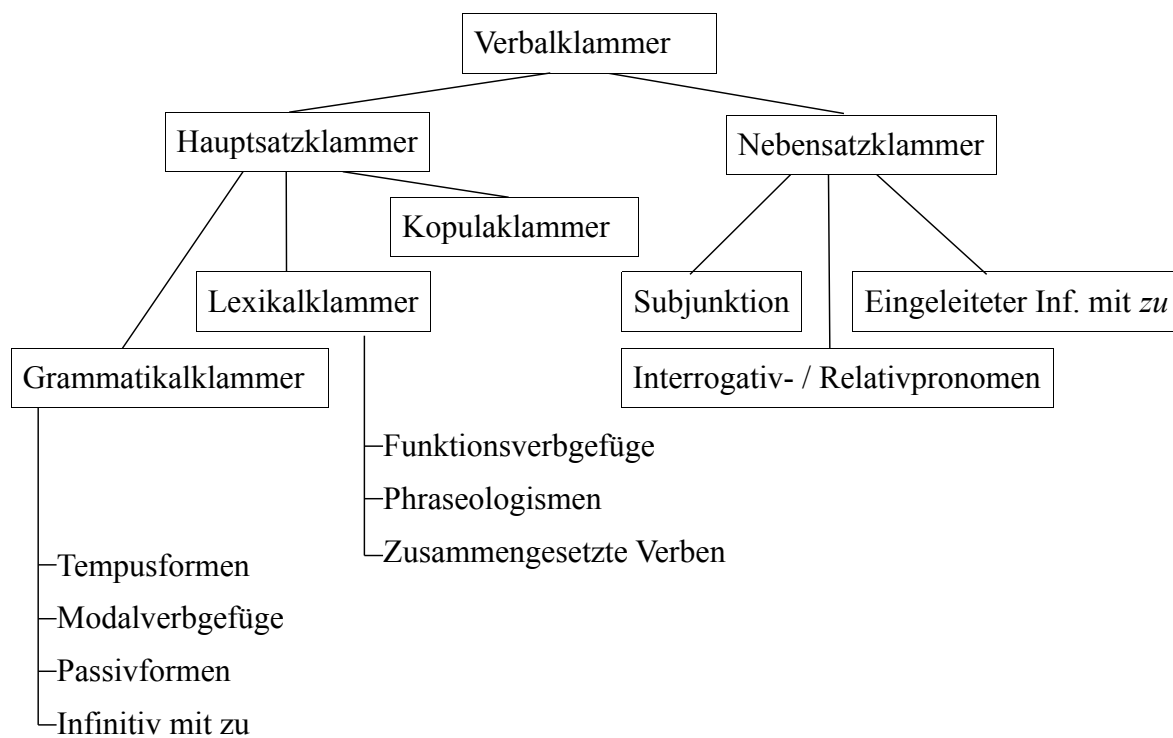 Verbalklammer
Hauptsatzklammer
Nebensatzklammer
Kopulaklammer
Lexikalklammer
Subjunktion
Eingeleiteter Inf. mit zu
Grammatikalklammer
Interrogativ- / Relativpronomen
Funktionsverbgefüge
Phraseologismen
Zusammengesetzte Verben
Tempusformen
Modalverbgefüge
Passivformen
Infinitiv mit zu